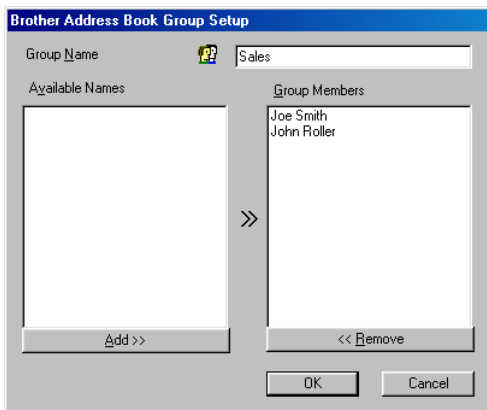 Brother Address Book Group Setup
Group Name
Sales
Available Names
Group Members
Joe Smith
John Roller
Add >>
<< Remove
OK
Cancel